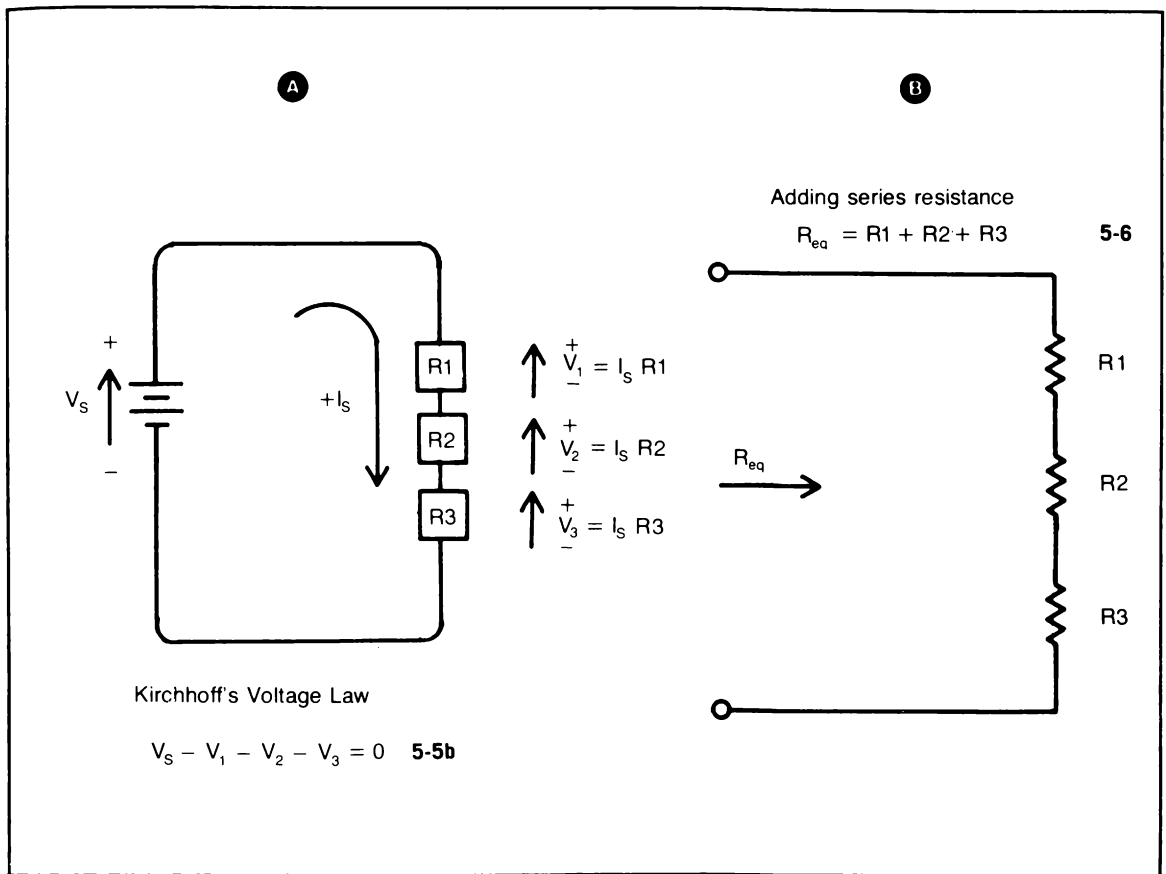 A
B
Adding series resistance
R_eq = R1 + R2 + R3 5-6
+
V_S
−
+I_S
R1
R2
R3
+
V_1 = I_S R1
−
+
V_2 = I_S R2
−
+
V_3 = I_S R3
−
R_eq
R1
R2
R3
Kirchhoff's Voltage Law
V_S − V_1 − V_2 − V_3 = 0 5-5b